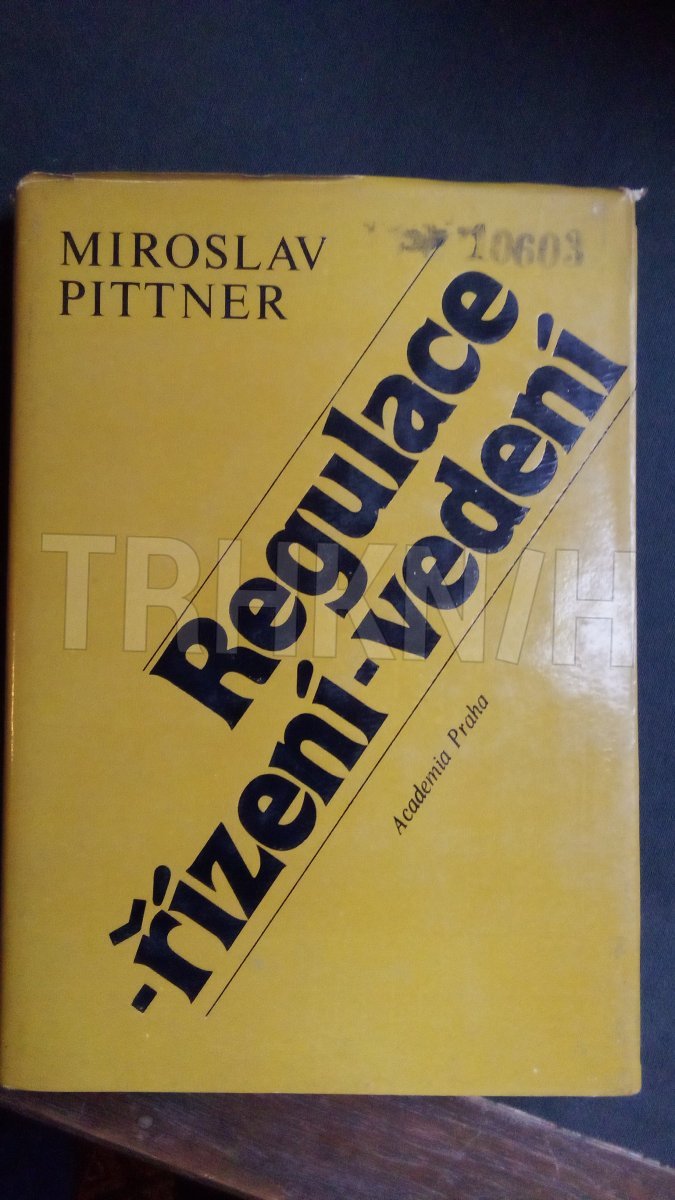 MIROSLAV
PITTNER
10603
Regulace
-řízení-vedení
Academia Praha
TRHKNIH